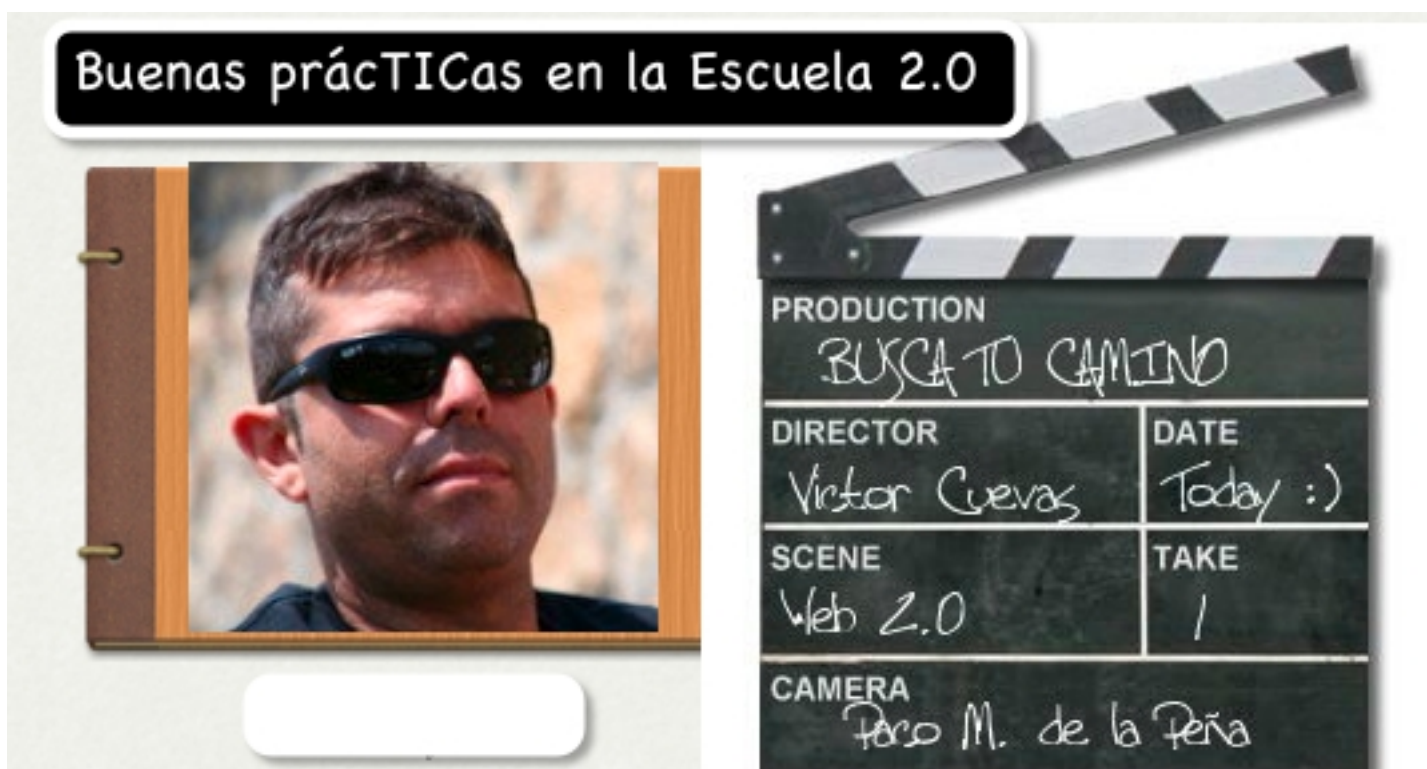 Buenas prácTICas en la Escuela 2.0
PRODUCTION
BUSCA TU CAMINO
DIRECTOR
Victor Cuevas
DATE
Today :)
SCENE
Web 2.0
TAKE
1
CAMERA
Paco M. de la Peña